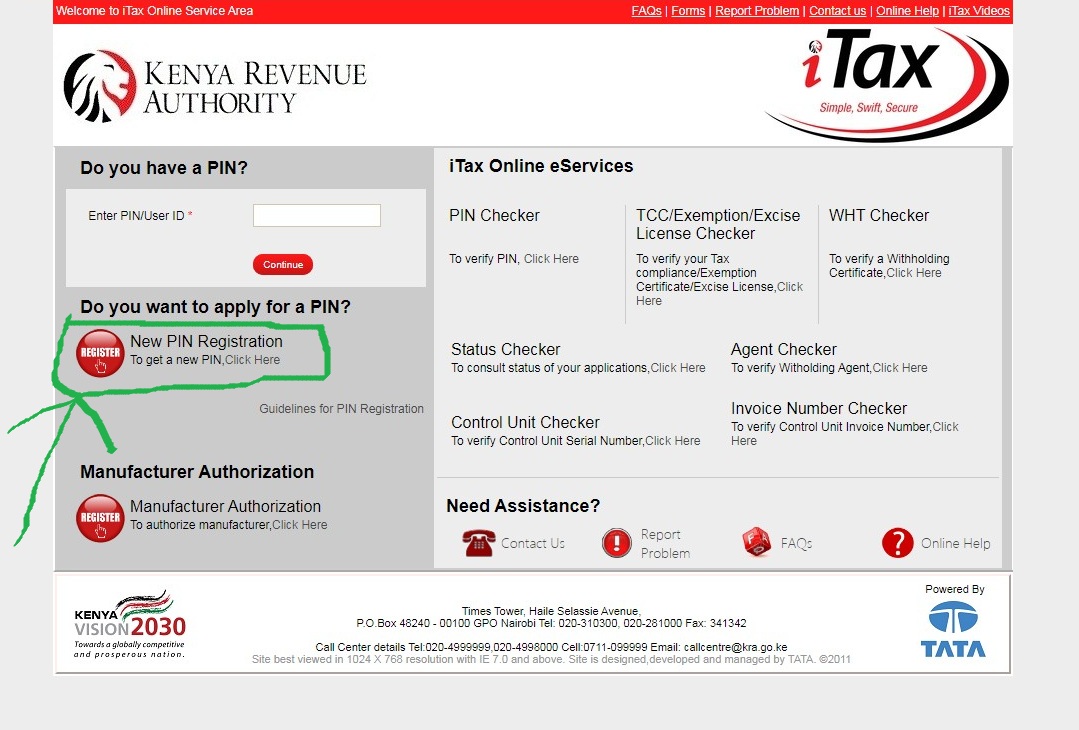 Welcome to iTax Online Service Area
FAQs | Forms | Report Problem | Contact us | Online Help | iTax Videos
KENYA REVENUE
AUTHORITY
iTax
Simple, Swift, Secure
Do you have a PIN?
Enter PIN/User ID *
Continue
Do you want to apply for a PIN?
REGISTER
New PIN Registration
To get a new PIN,Click Here
Guidelines for PIN Registration
Manufacturer Authorization
REGISTER
Manufacturer Authorization
To authorize manufacturer,Click Here
iTax Online eServices
PIN Checker
To verify PIN, Click Here
TCC/Exemption/Excise
License Checker
To verify your Tax
compliance/Exemption
Certificate/Excise License,Click
Here
WHT Checker
To verify a Withholding
Certificate,Click Here
Status Checker
To consult status of your applications,Click Here
Agent Checker
To verify Witholding Agent,Click Here
Control Unit Checker
To verify Control Unit Serial Number,Click Here
Invoice Number Checker
To verify Control Unit Invoice Number,Click
Here
Need Assistance?
Contact Us
Report
Problem
FAQs
Online Help
KENYA
VISION 2030
Towards a globally competitive
and prosperous nation.
Times Tower, Haile Selassie Avenue,
P.O.Box 48240 - 00100 GPO Nairobi Tel: 020-310300, 020-281000 Fax: 341342
Call Center details Tel:020-4999999,020-4998000 Cell:0711-099999 Email: callcentre@kra.go.ke
Site best viewed in 1024 X 768 resolution with IE 7.0 and above. Site is designed,developed and managed by TATA. ©2011
Powered By
TATA